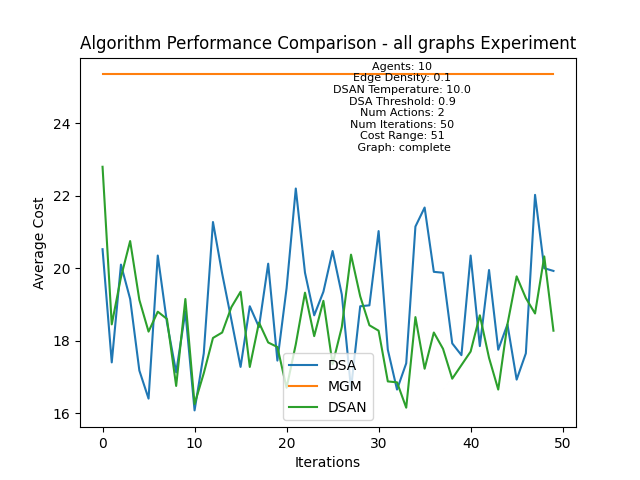 Algorithm Performance Comparison - all graphs Experiment
Agents: 10
Edge Density: 0.1
DSAN Temperature: 10.0
DSA Threshold: 0.9
Num Actions: 2
Num Iterations: 50
Cost Range: 51
Graph: complete
Average Cost
24
22
20
18
16
DSA
MGM
DSAN
0
10
20
30
40
50
Iterations